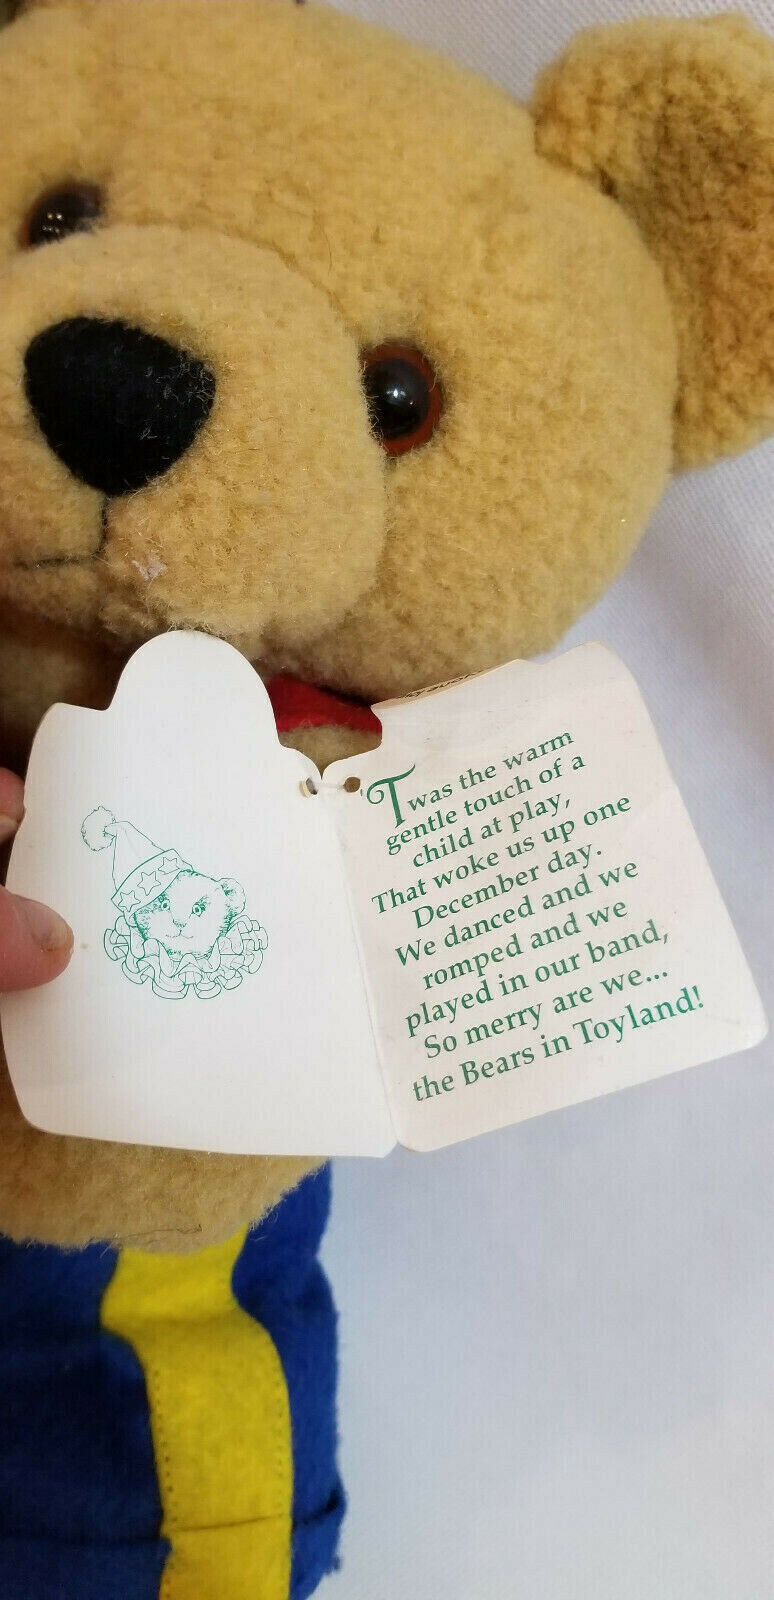 'Twas the warm
gentle touch of a
child at play,
That woke us up one
December day.
We danced and we
romped and we
played in our band,
So merry are we...
the Bears in Toyland!